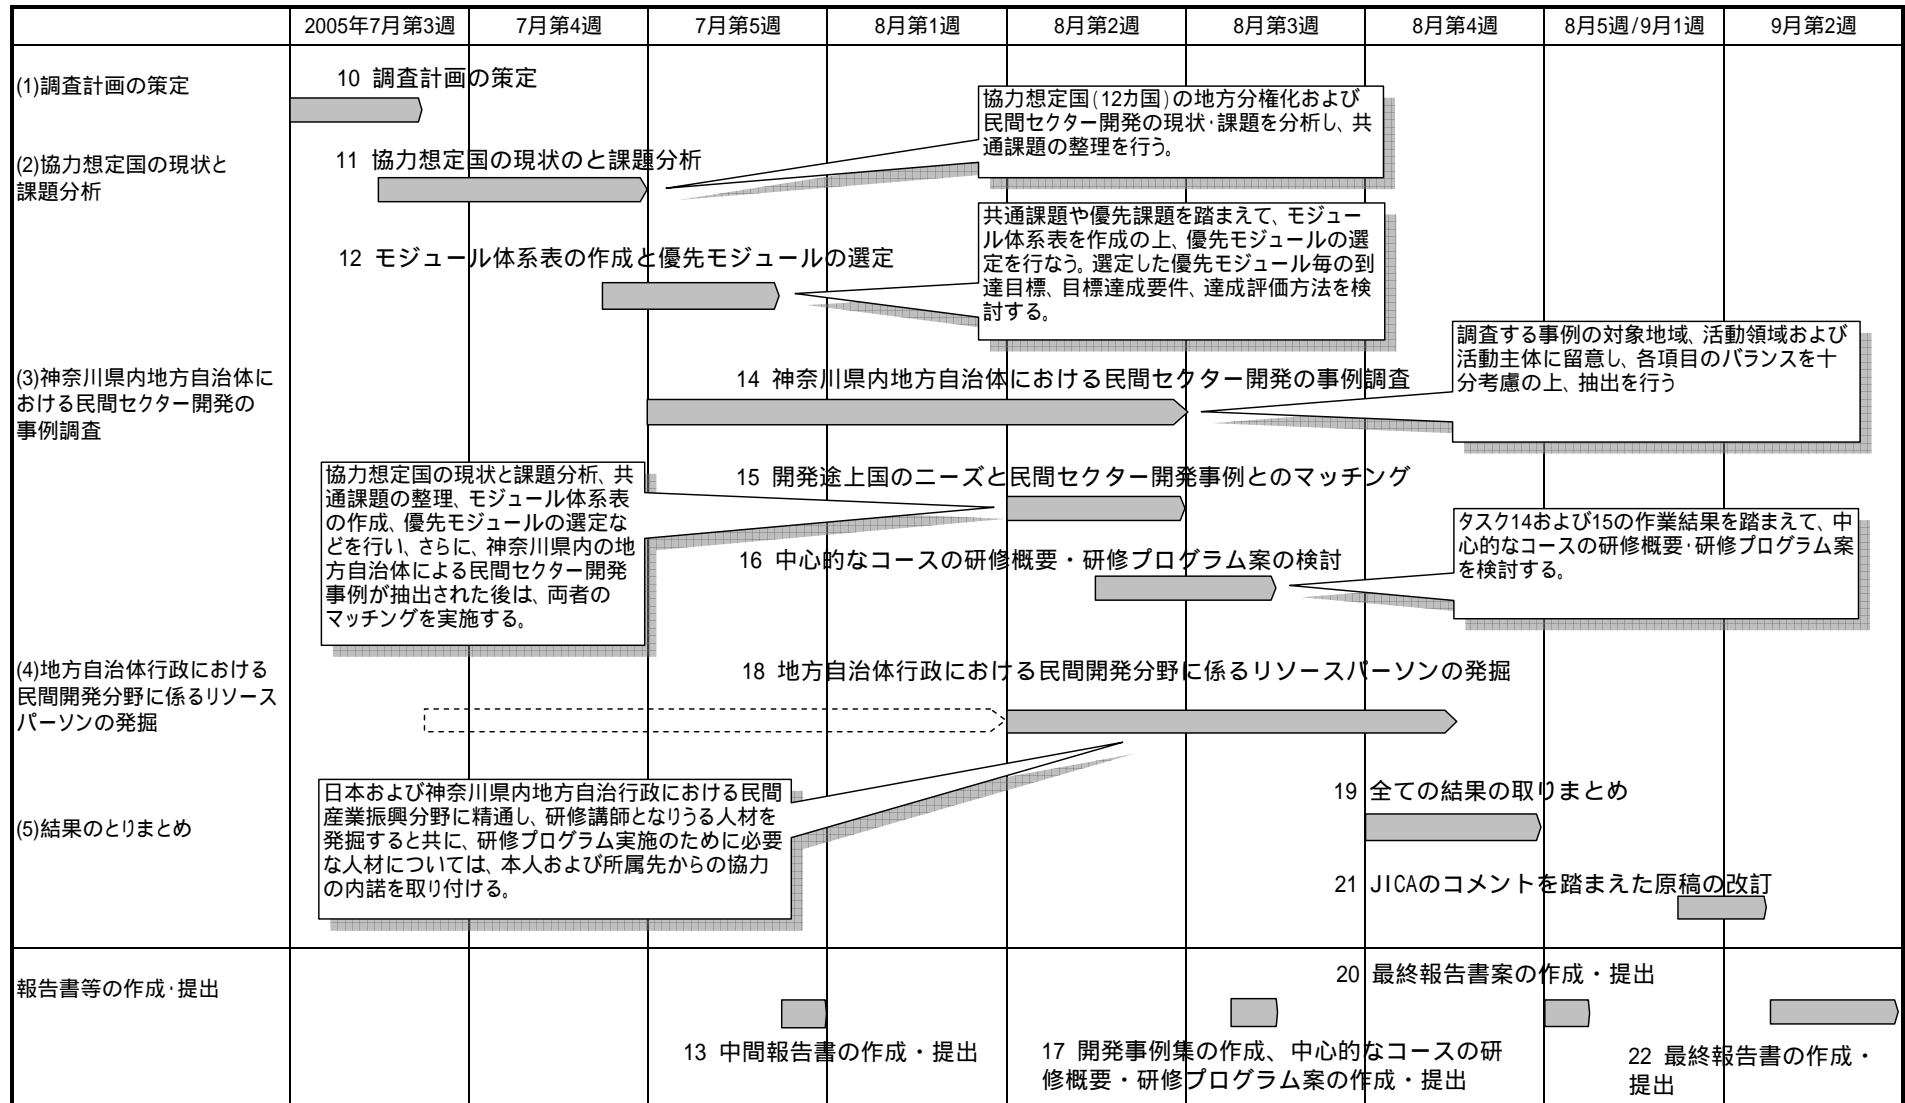 2005年7月第3週
7月第4週
7月第5週
8月第1週
8月第2週
8月第3週
8月第4週
8月5週/9月1週
9月第2週
(1)調査計画の策定
10 調査計画の策定
協力想定国(12カ国)の地方分権化および
民間セクター開発の現状・課題を分析し、共
通課題の整理を行う。
(2)協力想定国の現状と
課題分析
11 協力想定国の現状のと課題分析
共通課題や優先課題を踏まえて、モジュー
ル体系表を作成の上、優先モジュールの選
定を行なう。選定した優先モジュール毎の到
達目標、目標達成要件、達成評価方法を検
討する。
12 モジュール体系表の作成と優先モジュールの選定
調査する事例の対象地域、活動領域および
活動主体に留意し、各項目のバランスを十
分考慮の上、抽出を行う
(3)神奈川県内地方自治体に
おける民間セクター開発の
事例調査
14 神奈川県内地方自治体における民間セクター開発の事例調査
協力想定国の現状と課題分析、共
通課題の整理、モジュール体系表
の作成、優先モジュールの選定な
どを行い、さらに、神奈川県内の地
方自治体による民間セクター開発
事例が抽出された後は、両者の
マッチングを実施する。
15 開発途上国のニーズと民間セクター開発事例とのマッチング
タスク14および15の作業結果を踏まえて、中
心的なコースの研修概要・研修プログラム案
を検討する。
16 中心的なコースの研修概要・研修プログラム案の検討
(4)地方自治体行政における
民間開発分野に係るリソース
パーソンの発掘
18 地方自治体行政における民間開発分野に係るリソースパーソンの発掘
日本および神奈川県内地方自治行政における民間
産業振興分野に精通し、研修講師となりうる人材を
発掘すると共に、研修プログラム実施のために必要
な人材については、本人および所属先からの協力
の内諾を取り付ける。
(5)結果のとりまとめ
19 全ての結果の取りまとめ
21 JICAのコメントを踏まえた原稿の改訂
報告書等の作成・提出
20 最終報告書案の作成・提出
13 中間報告書の作成・提出
17 開発事例集の作成、中心的なコースの研
修概要・研修プログラム案の作成・提出
22 最終報告書の作成・
提出